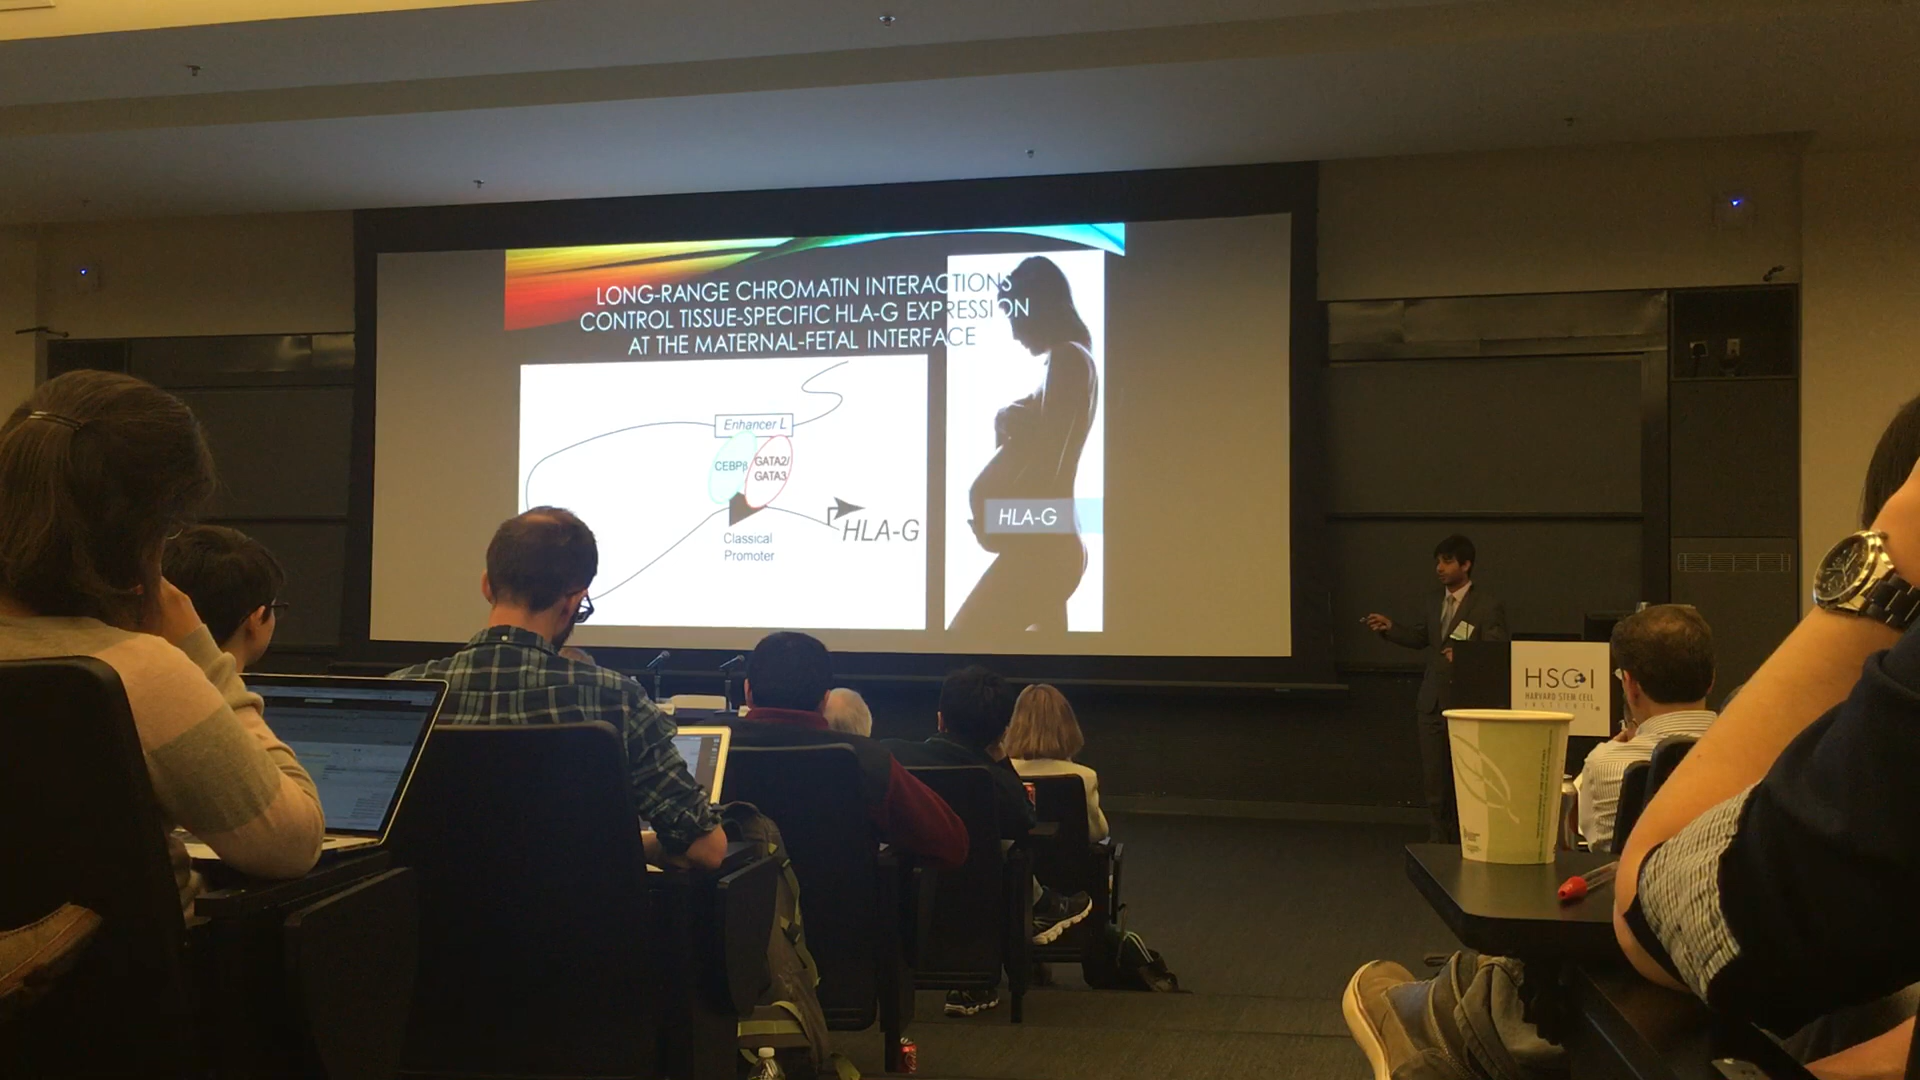 LONG-RANGE CHROMATIN INTERACTIONS
CONTROL TISSUE-SPECIFIC HLA-G EXPRESSION
AT THE MATERNAL-FETAL INTERFACE
Enhancer L
CEBPβ
GATA2/
GATA3
HLA-G
Classical
Promoter
HLA-G
HSCI
HARVARD STEM CELL
INSTITUTE